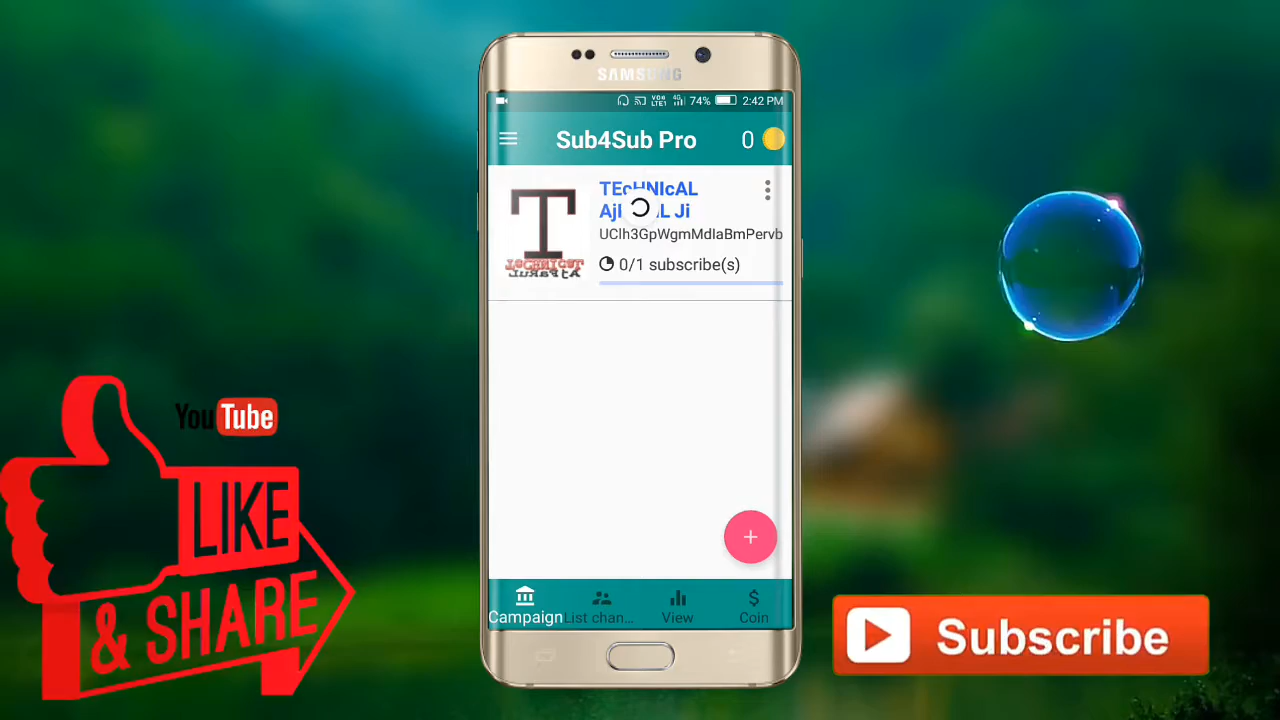 SAMSUNG
74% 2:42 PM
Sub4Sub Pro 0
TEcHNIcAL
Ji
UClh3GpWgmMdlaBmPervb
0/1 subscribe(s)
T
+
Campaign List chan... View Coin
YouTube
LIKE
& SHARE
Subscribe